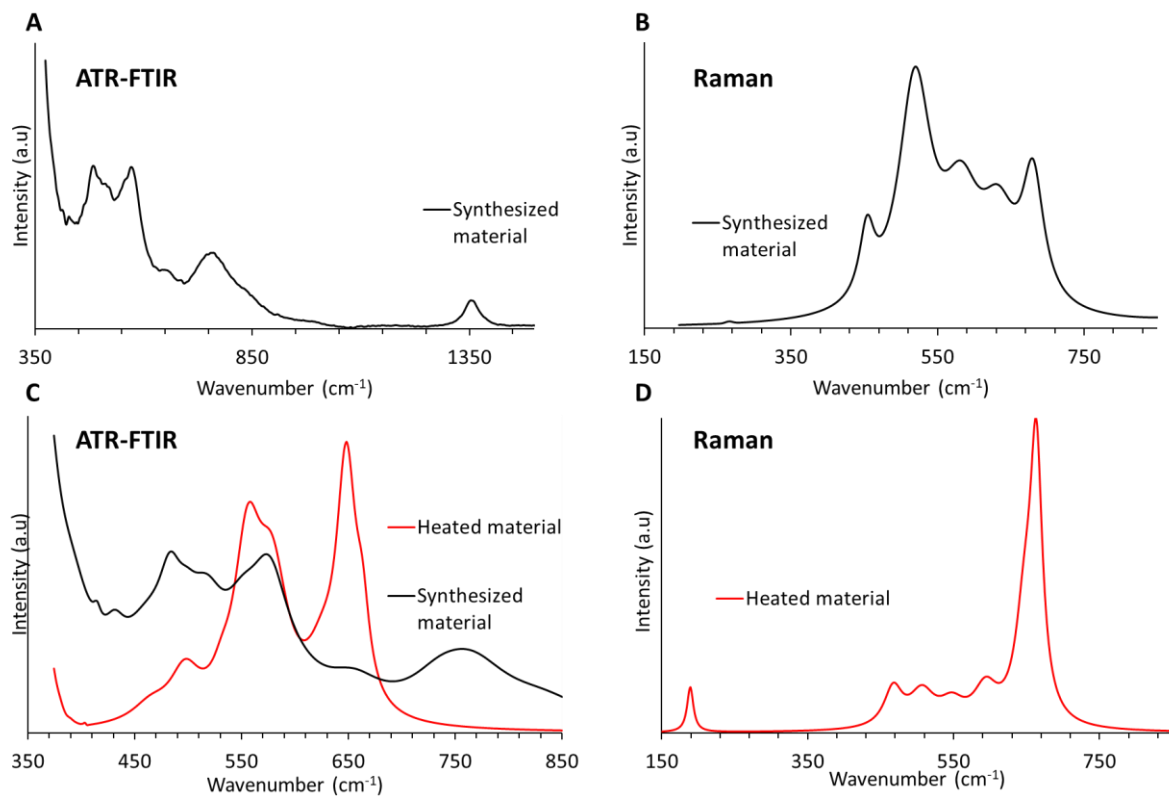 A
ATR-FTIR
Intensity (a.u)
Synthesized
material
350
850
1350
Wavenumber (cm-1)
B
Raman
Intensity (a.u)
Synthesized
material
150
350
550
750
Wavenumber (cm-1)
C
ATR-FTIR
Intensity (a.u)
Heated material
Synthesized
material
350
450
550
650
750
850
Wavenumber (cm-1)
D
Raman
Intensity (a.u)
Heated material
150
350
550
750
Wavenumber (cm-1)